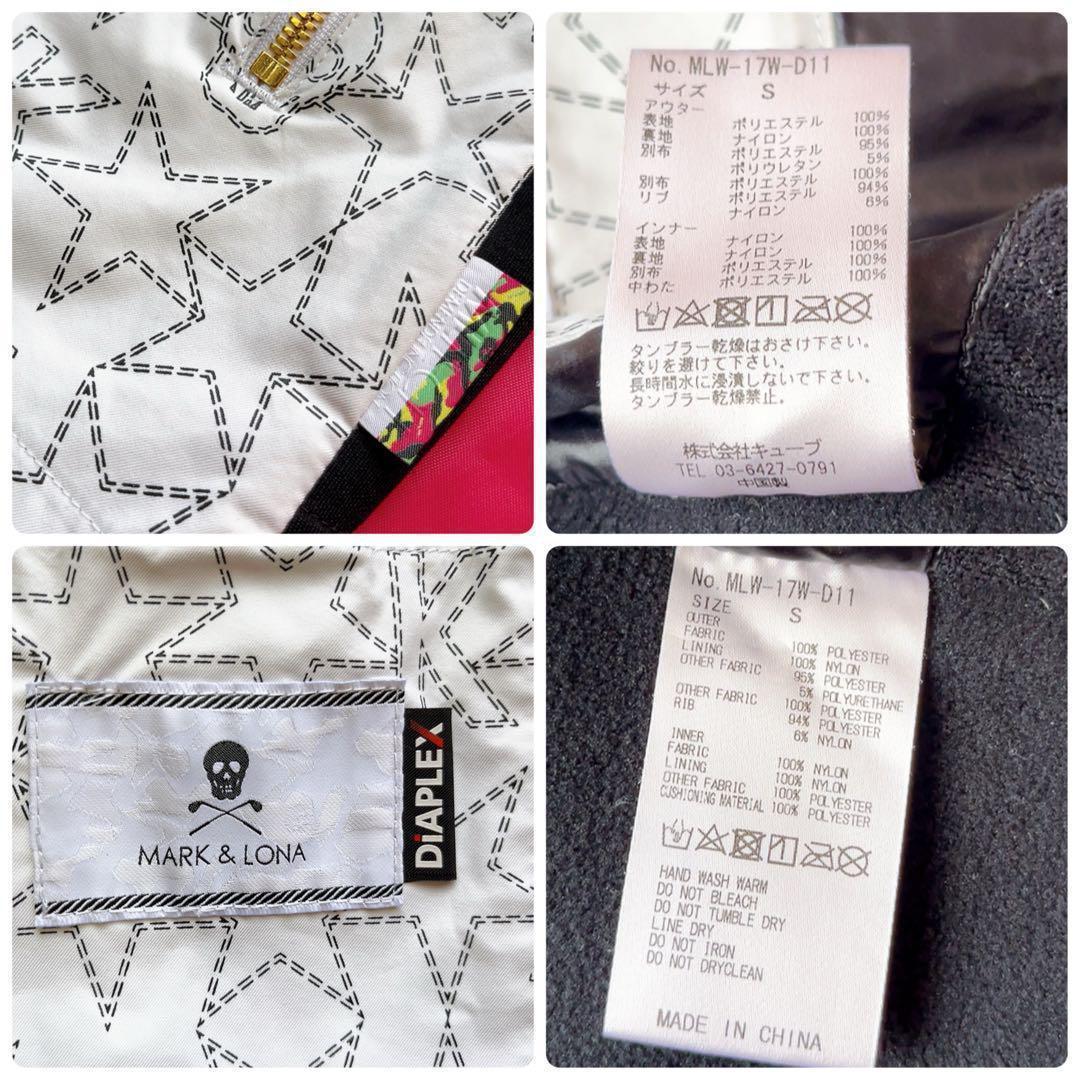 & Dad
No. MLW-17W-D11
サイズ S
アウター
表地 ポリエステル 100%
裏地 ナイロン 100%
別布 ポリエステル 95%
ポリウレタン 5%
別布 ポリエステル 100%
リブ ポリエステル 94%
ナイロン 6%
インナー
表地 ナイロン 100%
裏地 ナイロン 100%
別布 ポリエステル 100%
中わた ポリエステル 100%
タンブラー乾燥はおさけ下さい。
絞りを避けて下さい。
長時間水に浸漬しないで下さい。
タンブラー乾燥禁止。
株式会社キューブ
TEL 03-6427-0791
中国製
MARK & LONA
DiAPLEX
No. MLW-17W-D11
SIZE S
OUTER
FABRIC 100% POLYESTER
LINING 100% NYLON
OTHER FABRIC 95% POLYESTER
5% POLYURETHANE
OTHER FABRIC 100% POLYESTER
RIB 94% POLYESTER
6% NYLON
INNER
FABRIC 100% NYLON
LINING 100% NYLON
OTHER FABRIC 100% POLYESTER
CUSHIONING MATERIAL 100% POLYESTER
HAND WASH WARM
DO NOT BLEACH
DO NOT TUMBLE DRY
LINE DRY
DO NOT IRON
DO NOT DRYCLEAN
MADE IN CHINA